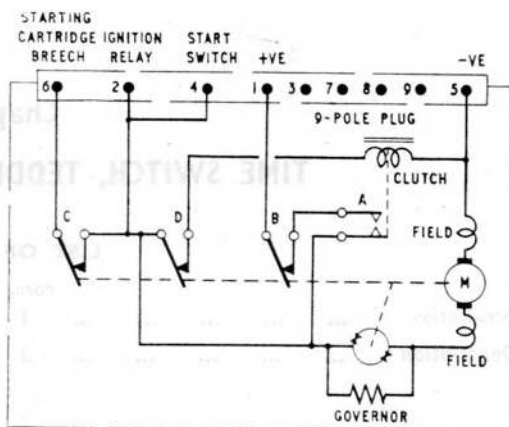 STARTING
CARTRIDGE IGNITION START
BREECH RELAY SWITCH +VE -VE
6 2 4 1 3 7 8 9 5
9-POLE PLUG
CLUTCH
C D B A
FIELD
M
FIELD
GOVERNOR
TIME SWITCH, TEDD